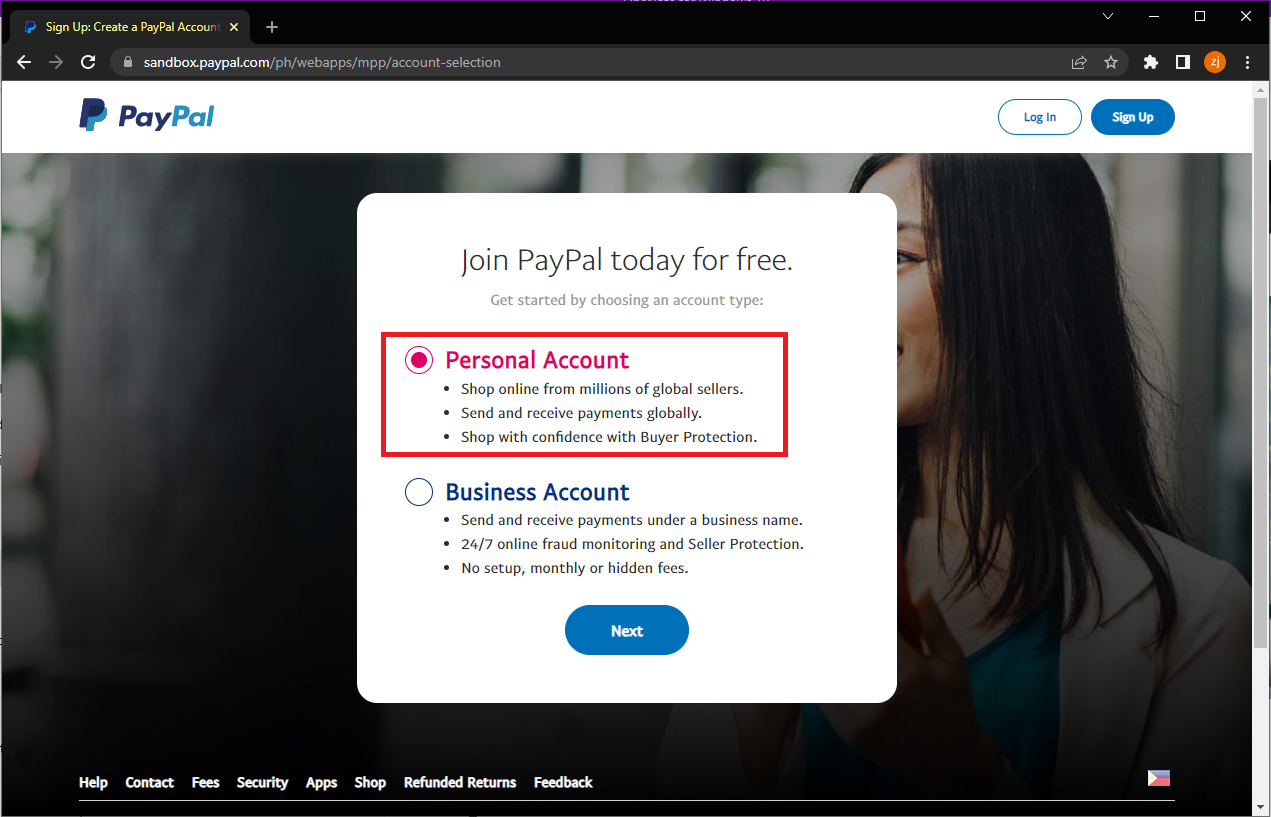 Sign Up: Create a PayPal Account
sandbox.paypal.com/ph/webapps/mpp/account-selection
zj
PayPal
Log In
Sign Up
Join PayPal today for free.
Get started by choosing an account type:
Personal Account
• Shop online from millions of global sellers.
• Send and receive payments globally.
• Shop with confidence with Buyer Protection.
Business Account
• Send and receive payments under a business name.
• 24/7 online fraud monitoring and Seller Protection.
• No setup, monthly or hidden fees.
Next
Help Contact Fees Security Apps Shop Refunded Returns Feedback